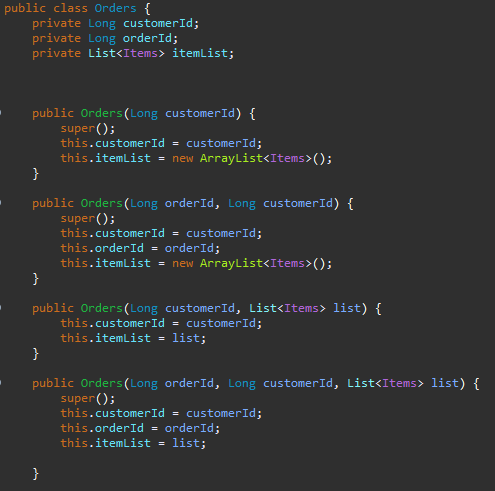 public class Orders {
    private Long customerId;
    private Long orderId;
    private List<Items> itemList;
    public Orders(Long customerId) {
        super();
        this.customerId = customerId;
        this.itemList = new ArrayList<Items>();
    }
    public Orders(Long orderId, Long customerId) {
        super();
        this.customerId = customerId;
        this.orderId = orderId;
        this.itemList = new ArrayList<Items>();
    }
    public Orders(Long customerId, List<Items> list) {
        this.customerId = customerId;
        this.itemList = list;
    }
    public Orders(Long orderId, Long customerId, List<Items> list) {
        super();
        this.customerId = customerId;
        this.orderId = orderId;
        this.itemList = list;
    }